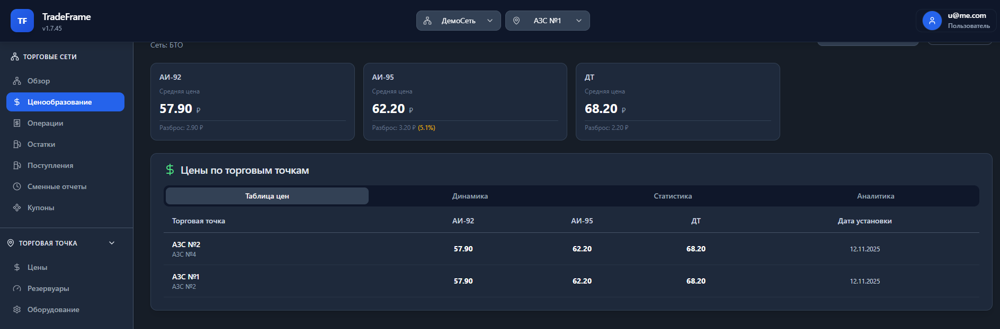 TF
TradeFrame
v1.7.45
ДемоСеть
АЗС №1
u@me.com
Пользователь
ТОРГОВЫЕ СЕТИ
Обзор
Ценообразование
Операции
Остатки
Поступления
Сменные отчеты
Купоны
ТОРГОВАЯ ТОЧКА
Цены
Резервуары
Оборудование
Сеть: БТО
АИ-92
Средняя цена
57.90 ₽
Разброс: 2.90 ₽
АИ-95
Средняя цена
62.20 ₽
Разброс: 3.20 ₽ (5.1%)
ДТ
Средняя цена
68.20 ₽
Разброс: 2.20 ₽
Цены по торговым точкам
Таблица цен Динамика Статистика Аналитика
Торговая точка АИ-92 АИ-95 ДТ Дата установки
АЗС №2 57.90 62.20 68.20 12.11.2025
АЗС №4
АЗС №1 57.90 62.20 68.20 12.11.2025
АЗС №2